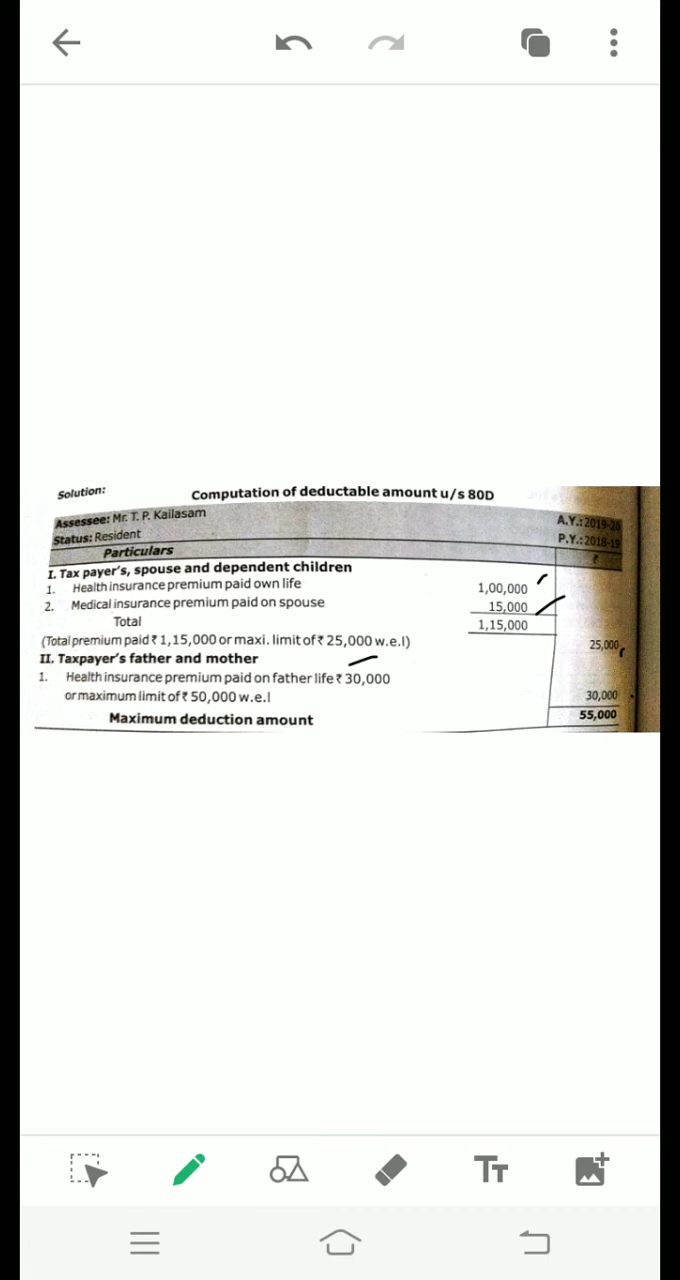 Solution:
Computation of deductable amount u/s 80D
Assessee: Mr. T. P. Kailasam
A.Y.:2019-20
Status: Resident
P.Y.:2018-19
Particulars
₹
I. Tax payer's, spouse and dependent children
1. Health insurance premium paid own life 1,00,000
2. Medical insurance premium paid on spouse 15,000
Total 1,15,000
(Total premium paid ₹ 1,15,000 or maxi. limit of ₹ 25,000 w.e.l) 25,000
II. Taxpayer's father and mother
1. Health insurance premium paid on father life ₹ 30,000
or maximum limit of ₹ 50,000 w.e.l 30,000
Maximum deduction amount 55,000
TT